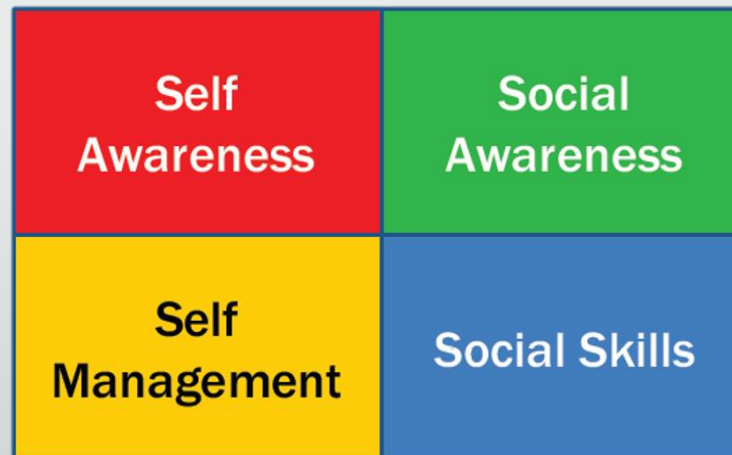 Self
Awareness
Social
Awareness
Self
Management
Social Skills